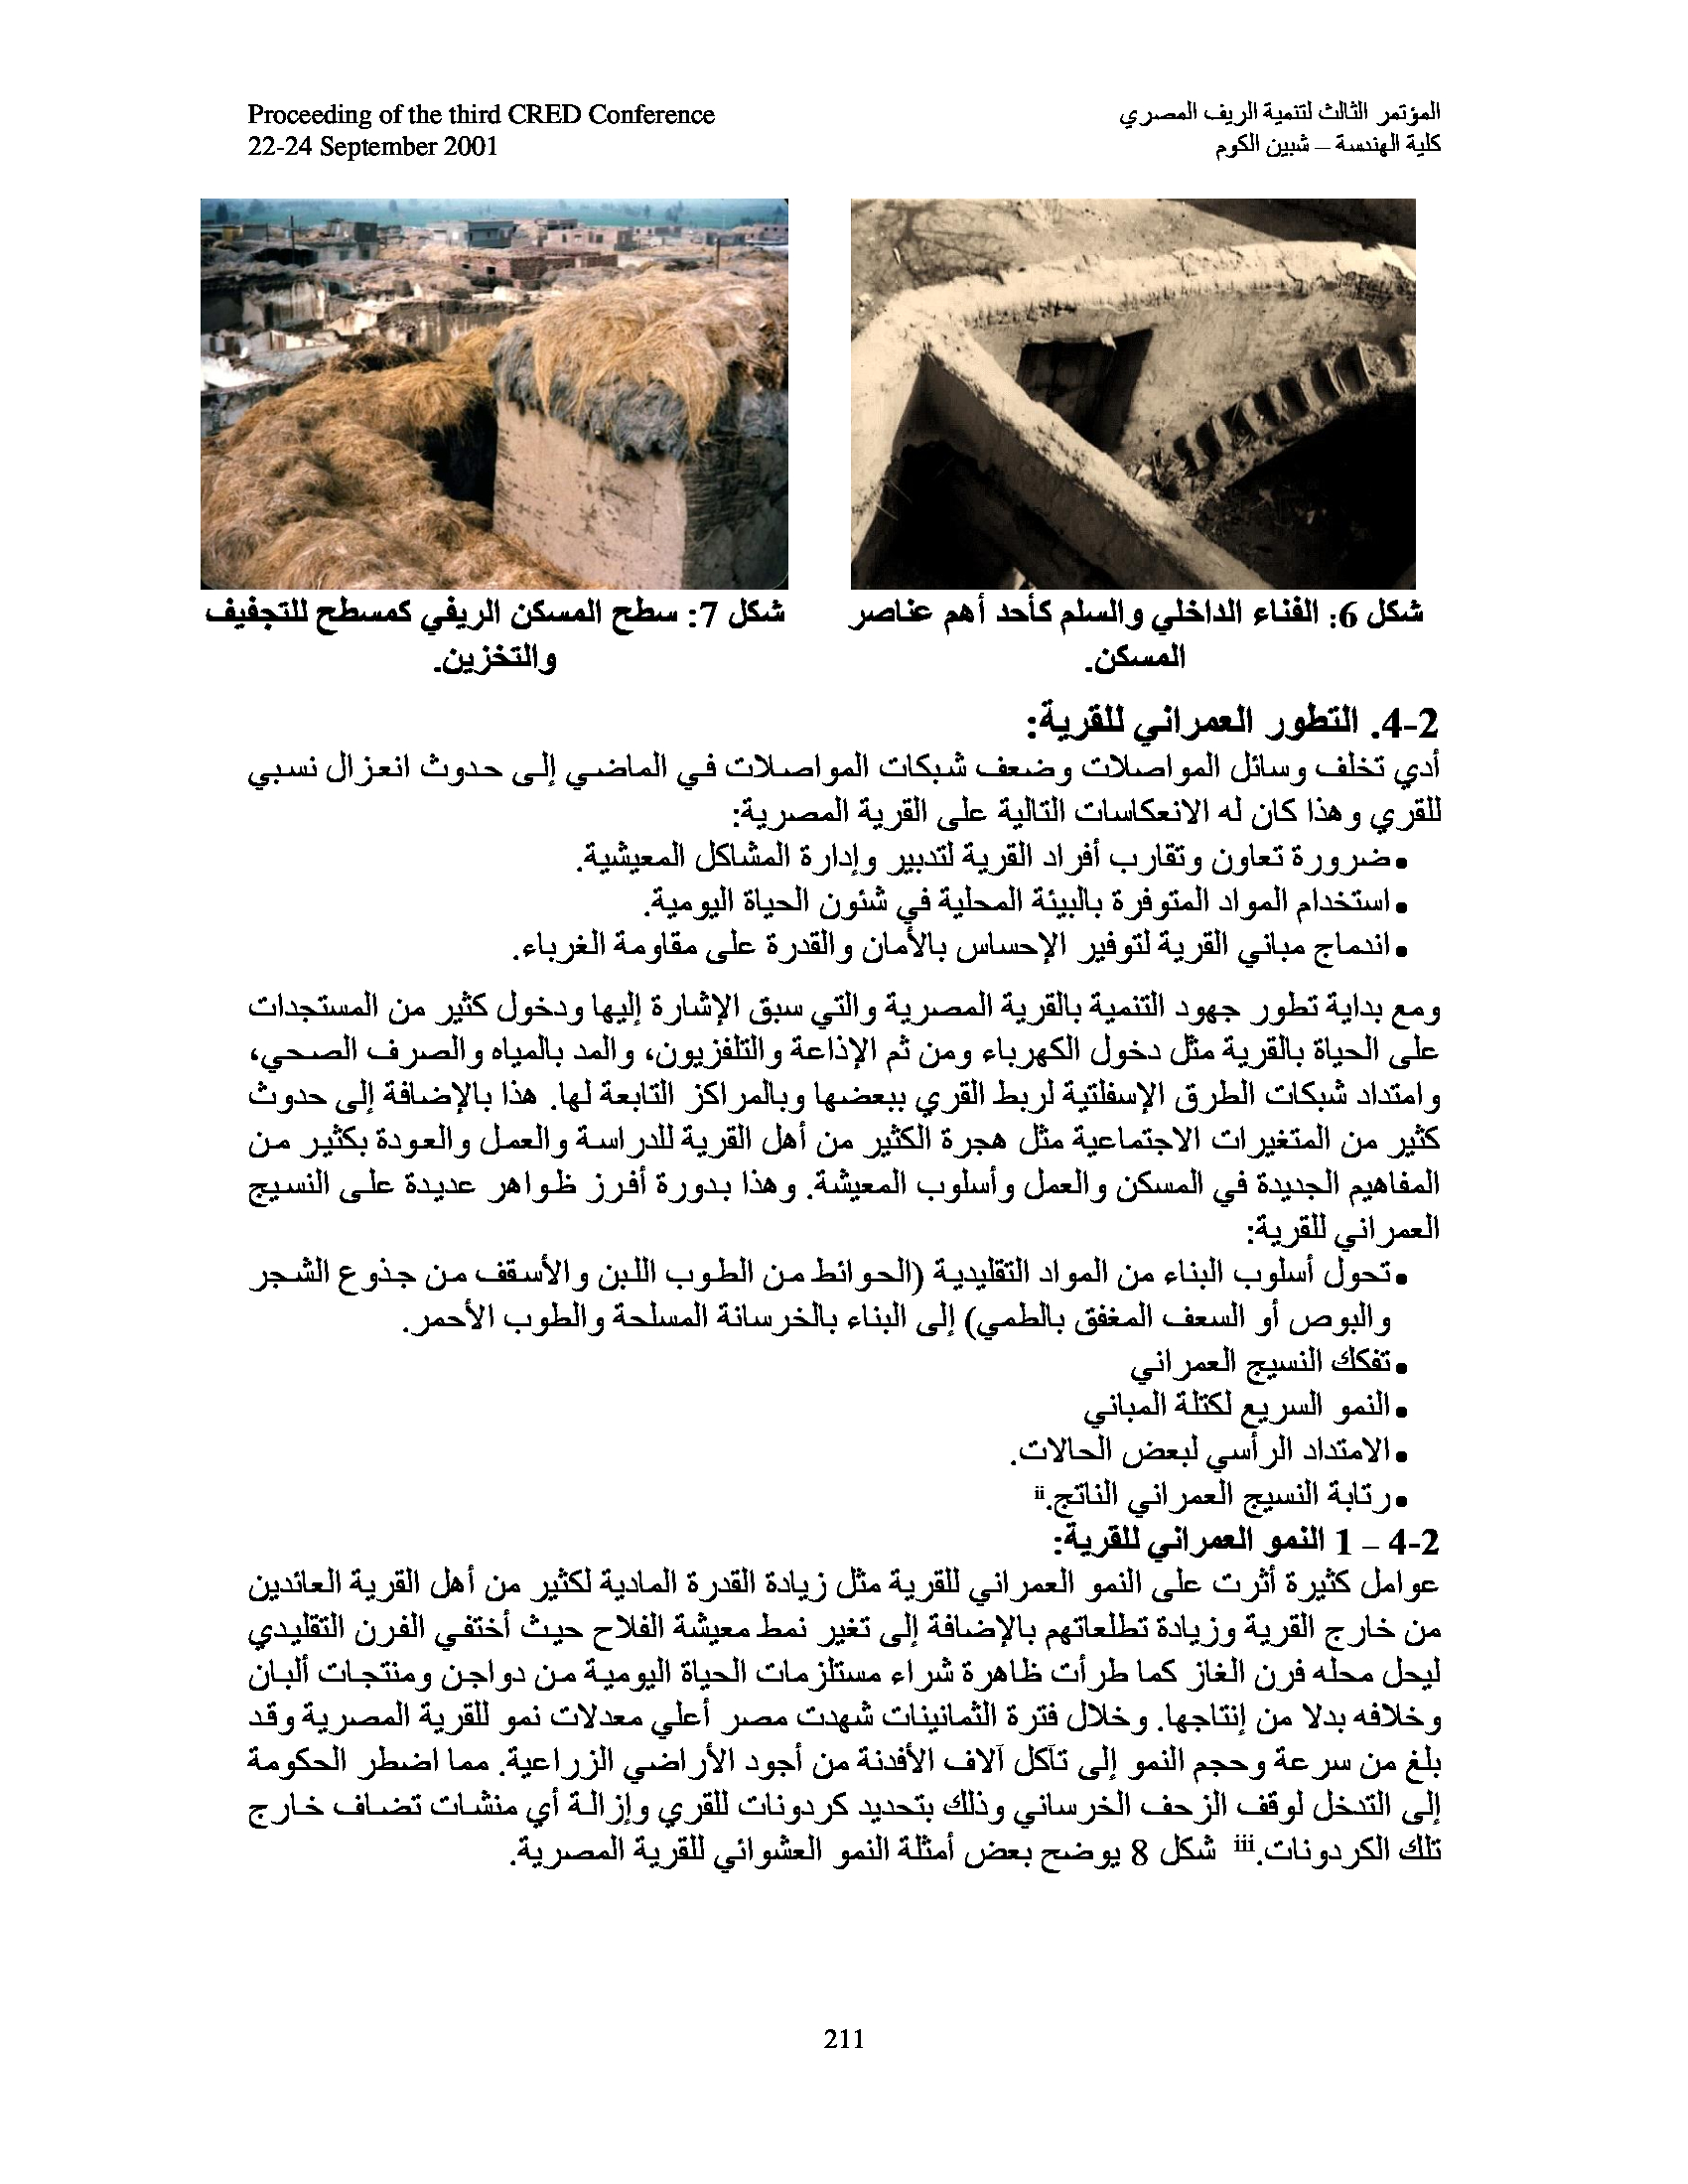 Proceeding of the third CRED Conference
المؤتمر الثالث لتنمية الريف المصري
22-24 September 2001
كلية الهندسة – شبين الكوم
شكل 6: الفناء الداخلي والسلم كأحد أهم عناصر
المسكن.
شكل 7: سطح المسكن الريفي كمسطح للتجفيف
والتخزين.
4-2. التطور العمراني للقرية:
أدي تخلف وسائل المواصلات وضعف شبكات المواصلات في الماضي إلى حدوث انعزال نسبي
للقري وهذا كان له الانعكاسات التالية على القرية المصرية:
• ضرورة تعاون وتقارب أفراد القرية لتدبير وإدارة المشاكل المعيشية.
• استخدام المواد المتوفرة بالبيئة المحلية في شئون الحياة اليومية.
• اندماج مباني القرية لتوفير الإحساس بالأمان والقدرة على مقاومة الغرباء.
ومع بداية تطور جهود التنمية بالقرية المصرية والتي سبق الإشارة إليها ودخول كثير من المستجدات
على الحياة بالقرية مثل دخول الكهرباء ومن ثم الإذاعة والتلفزيون، والمد بالمياه والصرف الصحي،
وامتداد شبكات الطرق الإسفلتية لربط القري ببعضها وبالمراكز التابعة لها. هذا بالإضافة إلى حدوث
كثير من المتغيرات الاجتماعية مثل هجرة الكثير من أهل القرية للدراسة والعمل والعودة بكثير من
المفاهيم الجديدة في المسكن والعمل وأسلوب المعيشة. وهذا بدورة أفرز ظواهر عديدة على النسيج
العمراني للقرية:
• تحول أسلوب البناء من المواد التقليدية (الحوائط من الطوب اللبن والأسقف من جذوع الشجر
والبوص أو السعف المغفق بالطمي) إلى البناء بالخرسانة المسلحة والطوب الأحمر.
• تفكك النسيج العمراني
• النمو السريع لكتلة المباني
• الامتداد الرأسي لبعض الحالات.
• رتابة النسيج العمراني الناتج.ii
4-2 – 1 النمو العمراني للقرية:
عوامل كثيرة أثرت على النمو العمراني للقرية مثل زيادة القدرة المادية لكثير من أهل القرية العائدين
من خارج القرية وزيادة تطلعاتهم بالإضافة إلى تغير نمط معيشة الفلاح حيث أختفي الفرن التقليدي
ليحل محله فرن الغاز كما طرأت ظاهرة شراء مستلزمات الحياة اليومية من دواجن ومنتجات ألبان
وخلافه بدلا من إنتاجها. وخلال فترة الثمانينات شهدت مصر أعلي معدلات نمو للقرية المصرية وقد
بلغ من سرعة وحجم النمو إلى تآكل آلاف الأفدنة من أجود الأراضي الزراعية. مما اضطر الحكومة
إلى التدخل لوقف الزحف الخرساني وذلك بتحديد كردونات للقري وإزالة أي منشات تضاف خارج
تلك الكردونات.iii شكل 8 يوضح بعض أمثلة النمو العشوائي للقرية المصرية.
211